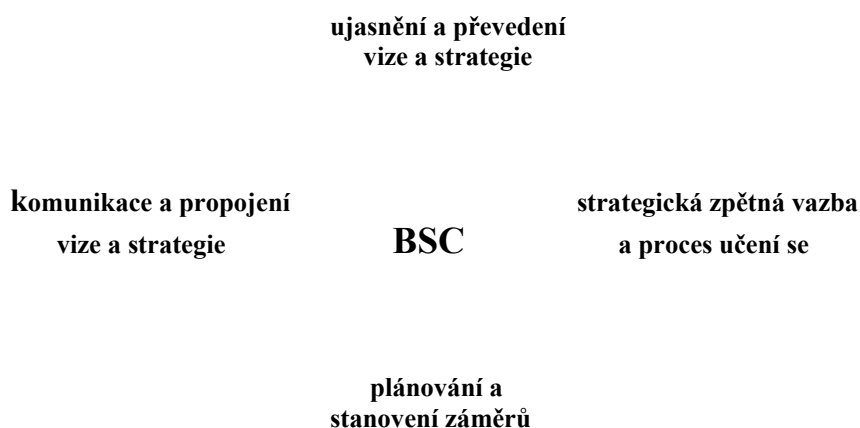 ujasnění a převedení
vize a strategie
komunikace a propojení
vize a strategie
BSC
strategická zpětná vazba
a proces učení se
plánování a
stanovení záměrů